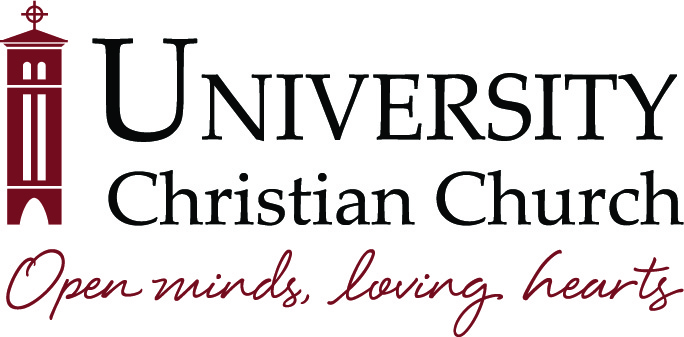 UNIVERSITY
Christian Church
Open minds, loving hearts